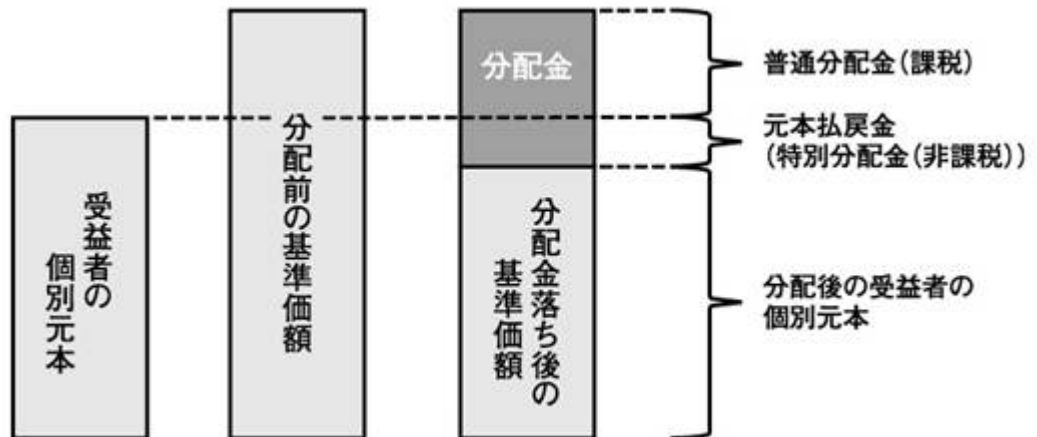 受益者の
個別元本
分配前の基準価額
分配金
分配金落ち後の
基準価額
普通分配金(課税)
元本払戻金
(特別分配金(非課税))
分配後の受益者の
個別元本